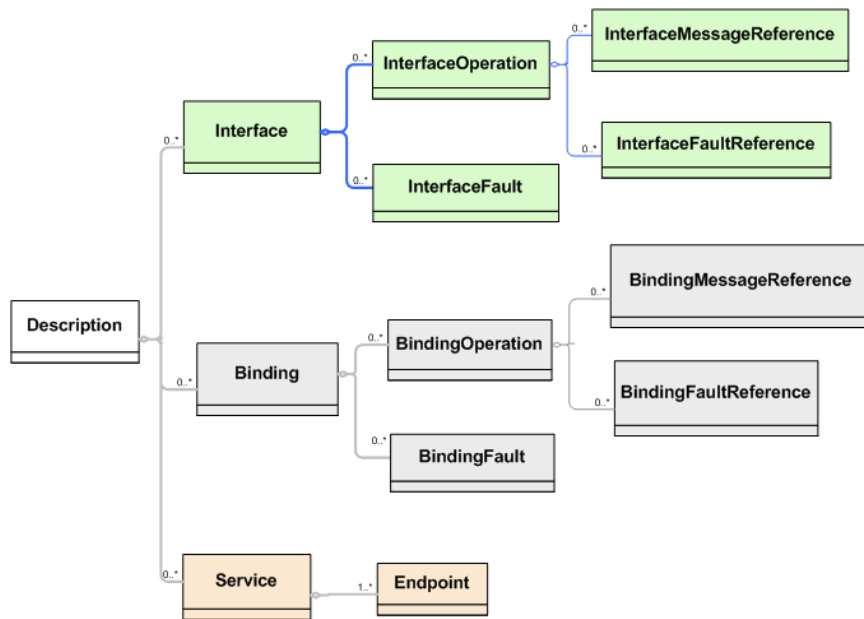 0..*
InterfaceMessageReference
0..*
InterfaceOperation
0..*
Interface
0..*
InterfaceFaultReference
0..*
0..*
InterfaceFault
0..*
BindingMessageReference
Description
0..*
BindingOperation
0..*
Binding
0..*
BindingFaultReference
0..*
BindingFault
0..*
Service
1..*
Endpoint